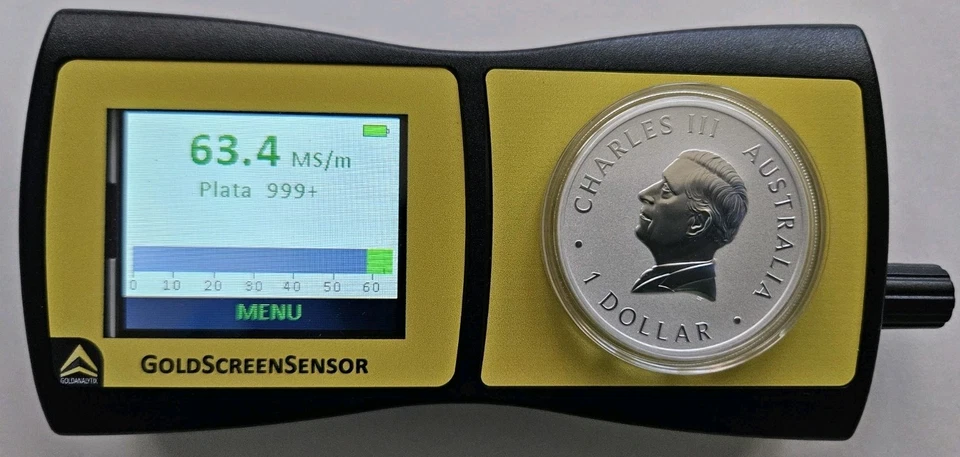 63.4 MS/m
Plata 999+
0 10 20 30 40 50 60
MENU
GOLDANALYTIX
GOLDSCREENSENSOR
CHARLES III AUSTRALIA
1 DOLLAR